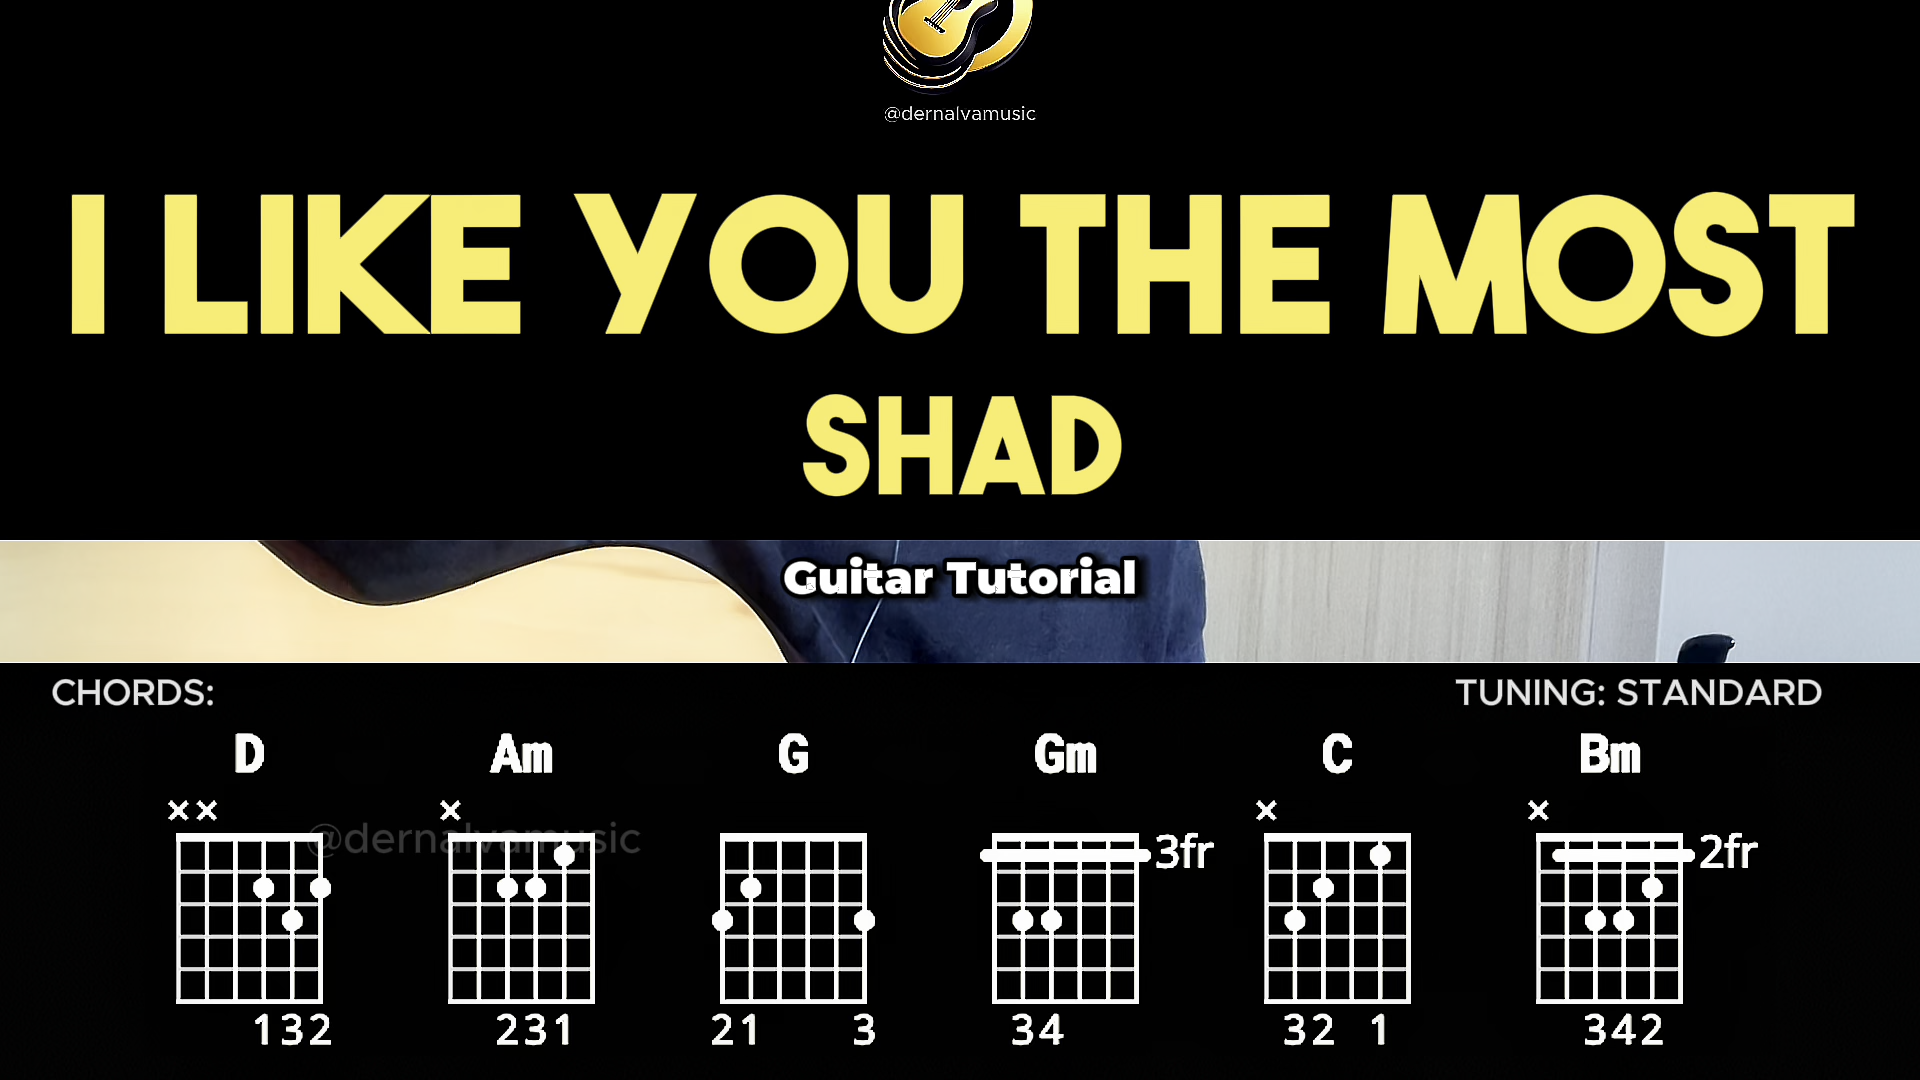 @dernalvamusic
I LIKE YOU THE MOST
SHAD
Guitar Tutorial
CHORDS:
TUNING: STANDARD
D Am G Gm C Bm
×× × × ×
@dernalvamusic
3fr 2fr
132 231 21 3 34 32 1 342